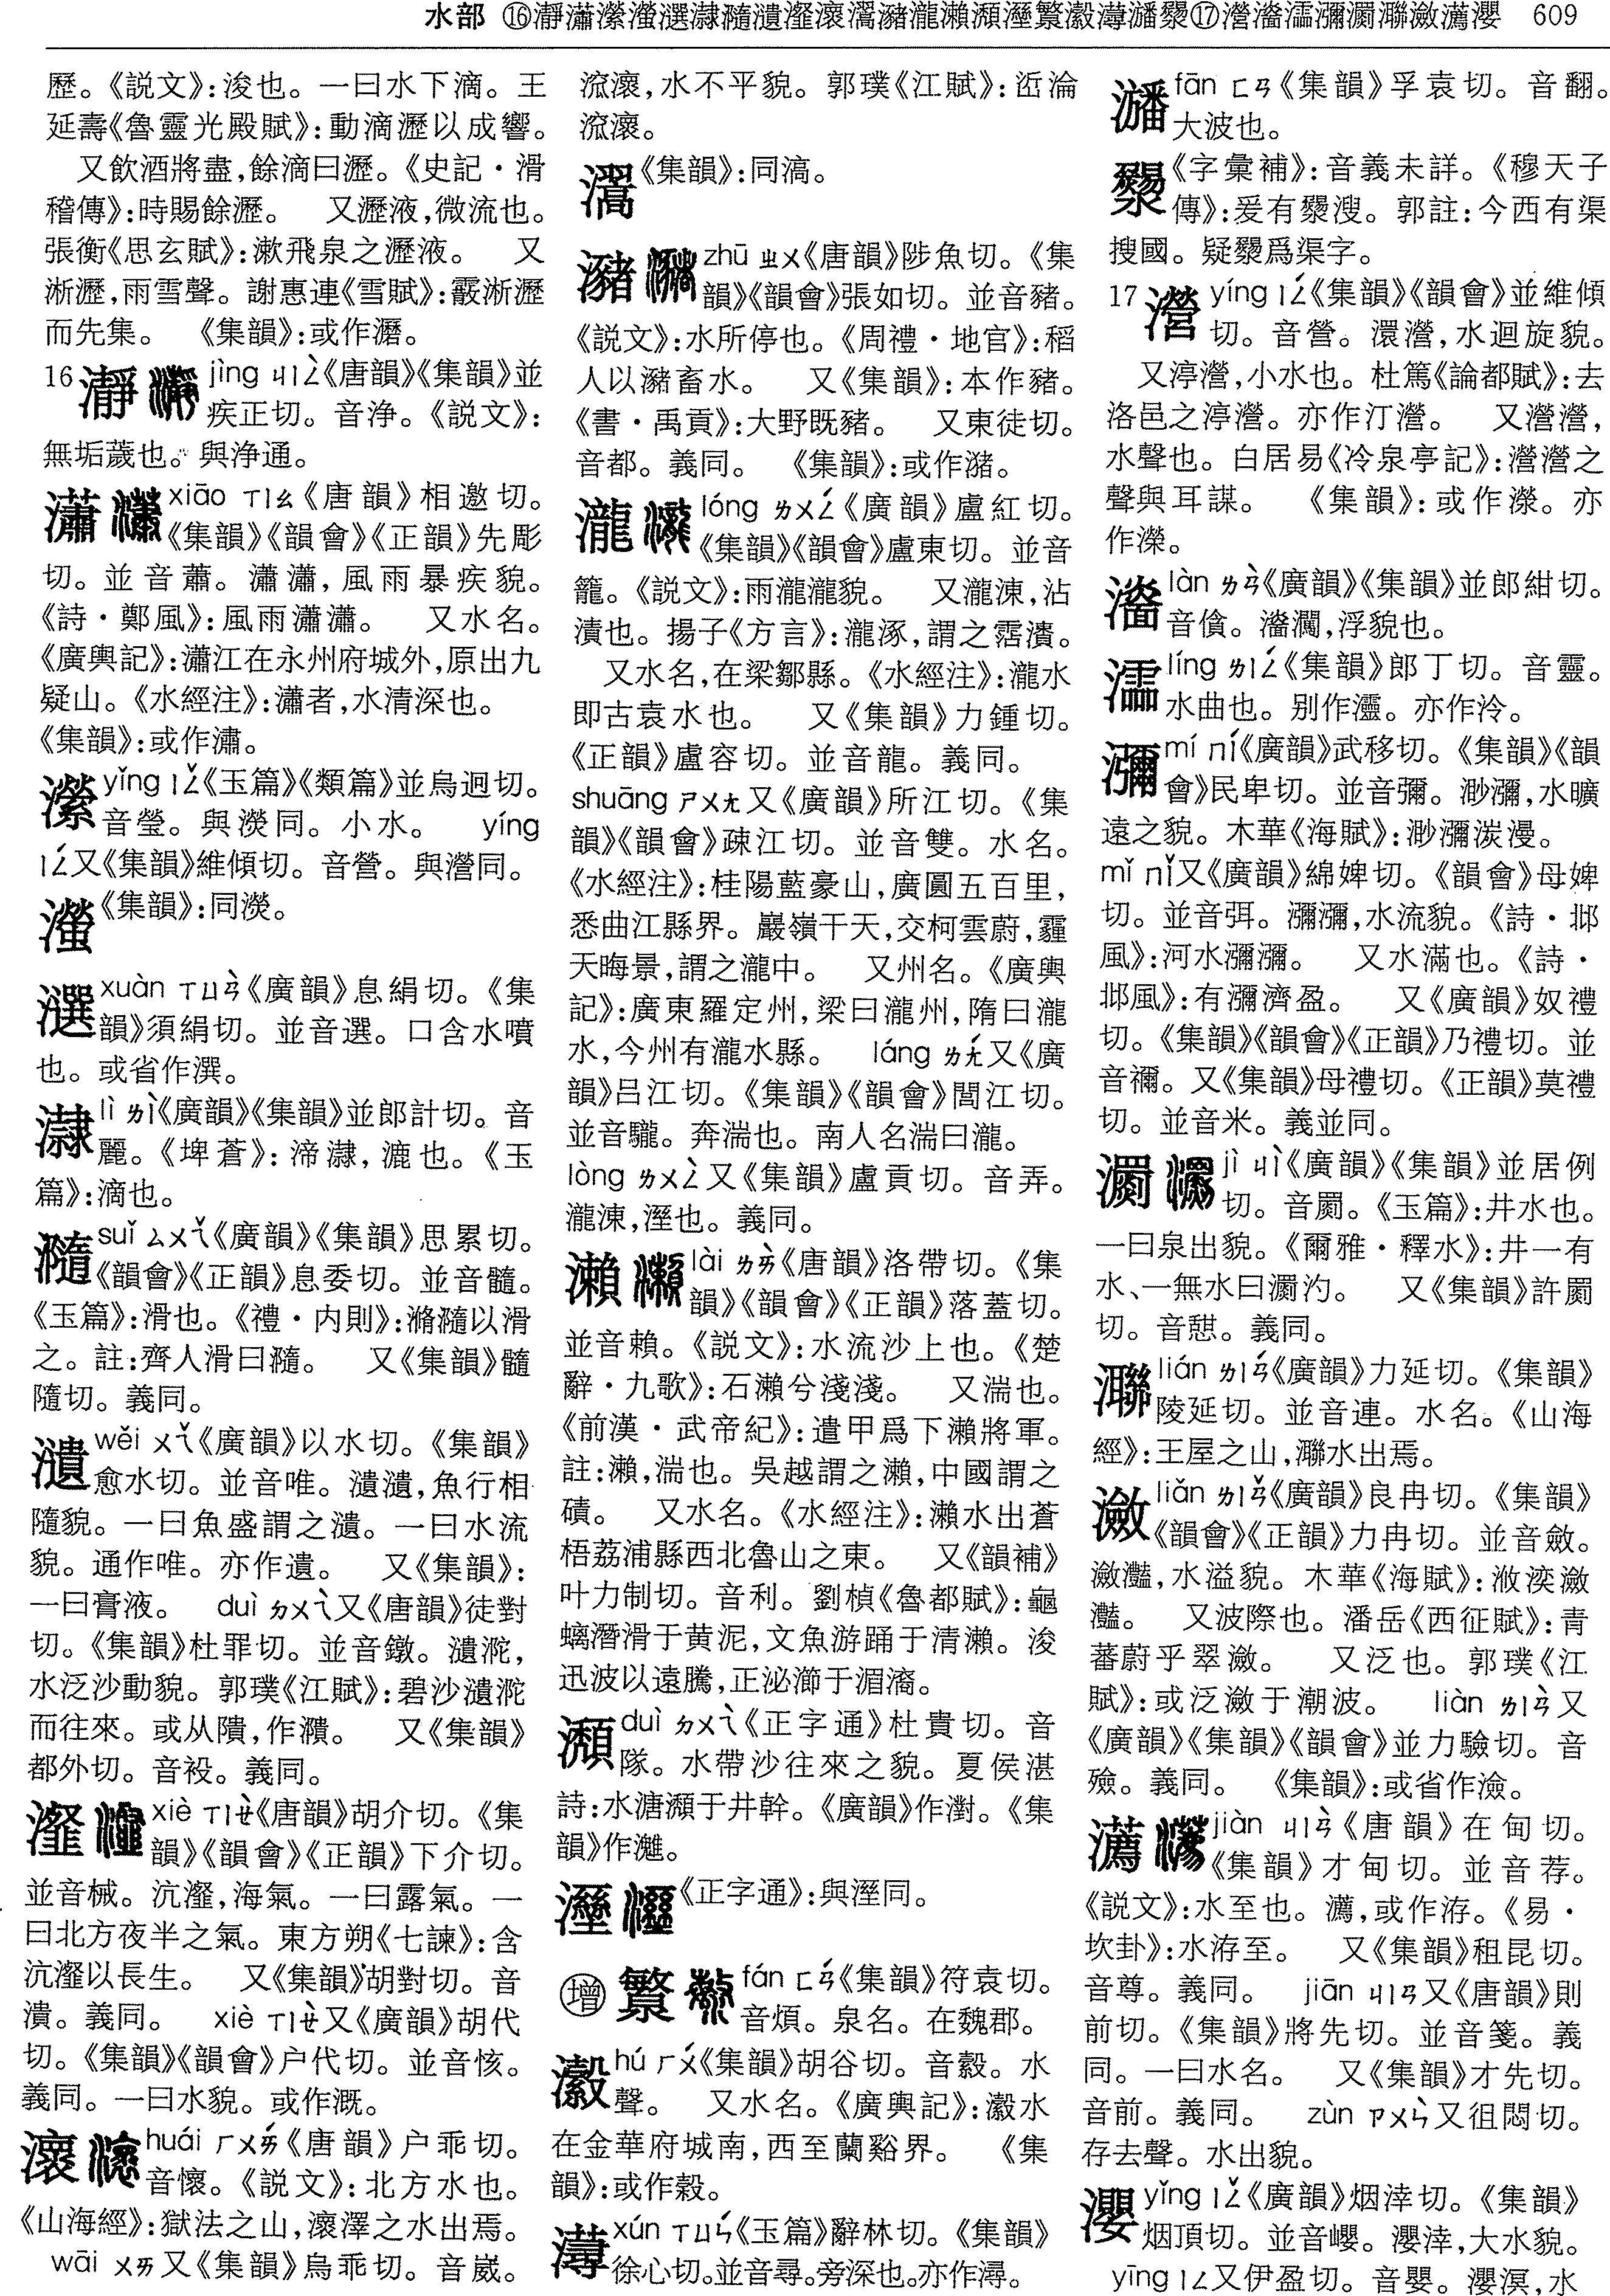 水部 ⑯瀞瀟瀠瀅選濪瀡瀢瀣瀤瀥瀦瀧瀨瀩瀪瀫瀳潘⑰瀯濫瀰瀱瀲瀴 609
歷。《説文》:浚也。一曰水下滴。王
延壽《魯靈光殿賦》:動滴瀝以成響。
又飲酒將盡,餘滴曰瀝。《史記·滑
稽傳》:時賜餘瀝。 又瀝液,微流也。
張衡《思玄賦》:漱飛泉之瀝液。 又
淅瀝,雨雪聲。謝惠連《雪賦》:霰淅瀝
而先集。 《集韻》:或作㵩。
16 瀞 jìng ㄐㄧㄥˋ《唐韻》《集韻》並
疾正切。音浄。《説文》:
無垢薉也。與浄通。
瀟 xiāo ㄒㄧㄠ《唐韻》相邀切。
《集韻》《韻會》《正韻》先彫
切。並音蕭。瀟瀟,風雨暴疾貌。
《詩·鄭風》:風雨瀟瀟。 又水名。
《廣輿記》:瀟江在永州府城外,原出九
疑山。《水經注》:瀟者,水清深也。
《集韻》:或作潚。
瀠 yǐng ㄧㄥˇ《玉篇》《類篇》並烏迥切。
音瑩。與濙同。小水。 yíng
ㄧㄥˊ又《集韻》維傾切。音營。與瀯同。
《集韻》:同濙。
xuàn ㄒㄩㄢˋ《廣韻》息絹切。《集
韻》須絹切。並音選。口含水噴
也。或省作潠。
lì ㄌㄧˋ《廣韻》《集韻》並郎計切。音
麗。《埤蒼》:渧㶏,漉也。《玉
篇》:滴也。
瀡 suǐ ㄙㄨㄟˇ《廣韻》《集韻》思累切。
《韻會》《正韻》息委切。並音髓。
《玉篇》:滑也。《禮·内則》:滫瀡以滑
之。註:齊人滑曰瀡。 又《集韻》髓
隨切。義同。
瀢 wěi ㄨㄟˇ《廣韻》以水切。《集韻》
愈水切。並音唯。瀢瀢,魚行相
隨貌。一曰魚盛謂之瀢。一曰水流
貌。通作唯。亦作遺。 又《集韻》:
一曰膏液。 duì ㄉㄨㄟˋ又《唐韻》徒對
切。《集韻》杜罪切。並音鐓。瀢沱,
水泛沙動貌。郭璞《江賦》:碧沙瀢沱
而往來。或从隤,作㵽。 又《集韻》
都外切。音祋。義同。
瀣 xiè ㄒㄧㄝˋ《唐韻》胡介切。《集
韻》《韻會》《正韻》下介切。
並音械。沆瀣,海氣。一曰露氣。一
曰北方夜半之氣。東方朔《七諫》:含
沆瀣以長生。 又《集韻》胡對切。音
潰。義同。 xiè ㄒㄧㄝˋ又《廣韻》胡代
切。《集韻》《韻會》户代切。並音㤥。
義同。一曰水貌。或作溉。
瀤 huái ㄏㄨㄞˊ《唐韻》户乖切。
音懷。《説文》:北方水也。
《山海經》:獄法之山,瀤澤之水出焉。
wāi ㄨㄞ又《集韻》烏乖切。音崴。
㳘瀤,水不平貌。郭璞《江賦》:㳌淪
㳘瀤。
瀥 《集韻》:同滈。
瀦 zhū ㄓㄨ《唐韻》陟魚切。《集
韻》《韻會》張如切。並音豬。
《説文》:水所停也。《周禮·地官》:稻
人以瀦畜水。 又《集韻》:本作豬。
《書·禹貢》:大野既豬。 又東徒切。
音都。義同。 《集韻》:或作潴。
瀧 lóng ㄌㄨㄥˊ《廣韻》盧紅切。
《集韻》《韻會》盧東切。並音
籠。《説文》:雨瀧瀧貌。 又瀧涷,沾
漬也。揚子《方言》:瀧涿,謂之霑濱。
又水名,在梁鄒縣。《水經注》:瀧水
即古袁水也。 又《集韻》力鍾切。
《正韻》盧容切。並音龍。義同。
shuāng ㄕㄨㄤ又《廣韻》所江切。《集
韻》《韻會》疎江切。並音雙。水名。
《水經注》:桂陽藍豪山,廣圓五百里,
悉曲江縣界。巖嶺干天,交柯雲蔚,霾
天晦景,謂之瀧中。 又州名。《廣輿
記》:廣東羅定州,梁曰瀧州,隋曰瀧
水,今州有瀧水縣。 láng ㄌㄤˊ又《廣
韻》吕江切。《集韻》《韻會》閭江切。
並音驡。奔湍也。南人名湍曰瀧。
lòng ㄌㄨㄥˋ又《集韻》盧貢切。音弄。
瀧涷,溼也。義同。
瀨 lài ㄌㄞˋ《唐韻》洛帶切。《集
韻》《韻會》《正韻》落蓋切。
並音賴。《説文》:水流沙上也。《楚
辭·九歌》:石瀨兮淺淺。 又湍也。
《前漢·武帝紀》:遣甲爲下瀨將軍。
註:瀨,湍也。吳越謂之瀨,中國謂之
磧。 又水名。《水經注》:瀨水出蒼
梧荔浦縣西北魯山之東。 又《韻補》
叶力制切。音利。劉楨《魯都賦》:龜
螭潛滑于黄泥,文魚游踊于清瀨。浚
迅波以遠騰,正泌瀄于湄漪。
瀩 duì ㄉㄨㄟˋ《正字通》杜貴切。音
隊。水帶沙往來之貌。夏侯湛
詩:水溏瀩于井幹。《廣韻》作濧。《集
韻》作㵽。
《正字通》:與溼同。
㊞增 瀪 fán ㄈㄢˊ《集韻》符袁切。
音煩。泉名。在魏郡。
瀫 hú ㄏㄨˊ《集韻》胡谷切。音縠。水
聲。 又水名。《廣輿記》:瀫水
在金華府城南,西至蘭谿界。 《集
韻》:或作縠。
xún ㄒㄩㄣˊ《玉篇》辭林切。《集韻》
徐心切。並音尋。旁深也。亦作潯。
fān ㄈㄢ《集韻》孚袁切。音翻。
大波也。
《字彙補》:音義未詳。《穆天子
傳》:爰有㶗溲。郭註:今西有渠
搜國。疑㶗爲渠字。
17 瀯 yíng ㄧㄥˊ《集韻》《韻會》並維傾
切。音營。澴瀯,水迴旋貌。
又渟瀯,小水也。杜篤《論都賦》:去
洛邑之渟瀯。亦作汀瀯。 又瀯瀯,
水聲也。白居易《冷泉亭記》:瀯瀯之
聲與耳謀。 《集韻》:或作濚。亦
作濴。
làn ㄌㄢˋ《廣韻》《集韻》並郎紺切。
音儑。灆灁,浮貌也。
líng ㄌㄧㄥˊ《集韻》郎丁切。音靈。
水曲也。别作灵。亦作泠。
瀰 mí ㄇㄧˊ《廣韻》武移切。《集韻》《韻
會》民卑切。並音彌。渺瀰,水曠
遠之貌。木華《海賦》:渺瀰湠漫。
mǐ ㄇㄧˇ又《廣韻》綿婢切。《韻會》母婢
切。並音弭。瀰瀰,水流貌。《詩·邶
風》:河水瀰瀰。 又水滿也。《詩·
邶風》:有瀰濟盈。 又《廣韻》奴禮
切。《集韻》《韻會》《正韻》乃禮切。並
音禰。又《集韻》母禮切。《正韻》莫禮
切。並音米。義並同。
瀱 jì ㄐㄧˋ《廣韻》《集韻》並居例
切。音罽。《玉篇》:井水也。
一曰泉出貌。《爾雅·釋水》:井一有
水、一無水曰瀱汋。 又《集韻》許罽
切。音憇。義同。
lián ㄌㄧㄢˊ《廣韻》力延切。《集韻》
陵延切。並音連。水名。《山海
經》:王屋之山,㶌水出焉。
瀲 liǎn ㄌㄧㄢˇ《廣韻》良冉切。《集韻》
《韻會》《正韻》力冉切。並音斂。
瀲灩,水溢貌。木華《海賦》:浟湙瀲
灩。 又波際也。潘岳《西征賦》:青
蕃蔚乎翠瀲。 又泛也。郭璞《江
賦》:或泛瀲于潮波。 liàn ㄌㄧㄢˋ又
《廣韻》《集韻》《韻會》並力驗切。音
殮。義同。 《集韻》:或省作澰。
瀳 jiàn ㄐㄧㄢˋ《唐韻》在甸切。
《集韻》才甸切。並音荐。
《説文》:水至也。瀳,或作洊。《易·
坎卦》:水洊至。 又《集韻》租昆切。
音尊。義同。 jiān ㄐㄧㄢ又《唐韻》則
前切。《集韻》將先切。並音箋。義
同。一曰水名。 又《集韻》才先切。
音前。義同。 zùn ㄗㄨㄣˋ又徂悶切。
存去聲。水出貌。
瀴 yǐng ㄧㄥˇ《廣韻》烟涬切。《集韻》
烟頂切。並音巊。瀴涬,大水貌。
yīng ㄧㄥ又伊盈切。音嬰。瀴溟,水